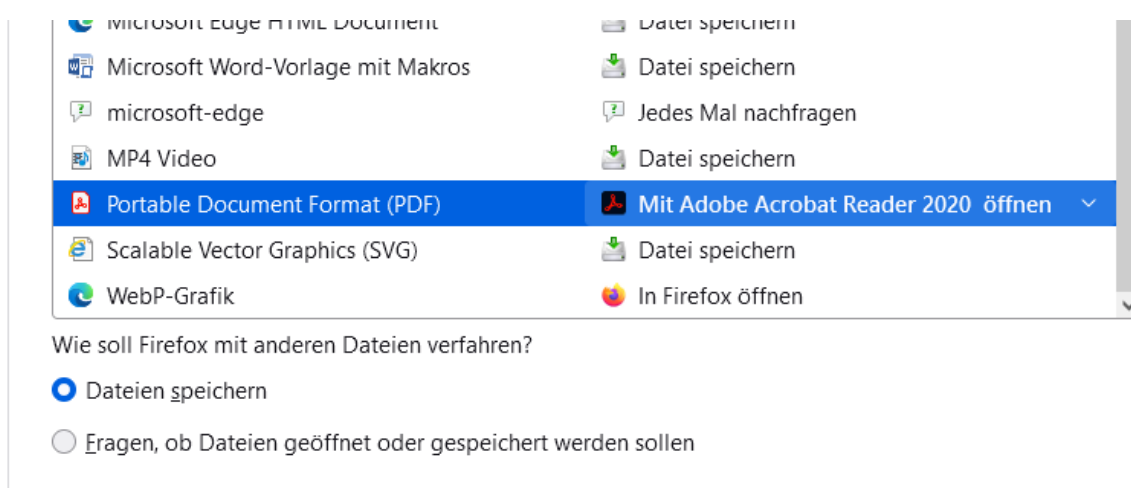 Microsoft Edge HTML Document Datei speichern
Microsoft Word-Vorlage mit Makros Datei speichern
microsoft-edge Jedes Mal nachfragen
MP4 Video Datei speichern
Portable Document Format (PDF) Mit Adobe Acrobat Reader 2020 öffnen
Scalable Vector Graphics (SVG) Datei speichern
WebP-Grafik In Firefox öffnen
Wie soll Firefox mit anderen Dateien verfahren?
Dateien speichern
Fragen, ob Dateien geöffnet oder gespeichert werden sollen